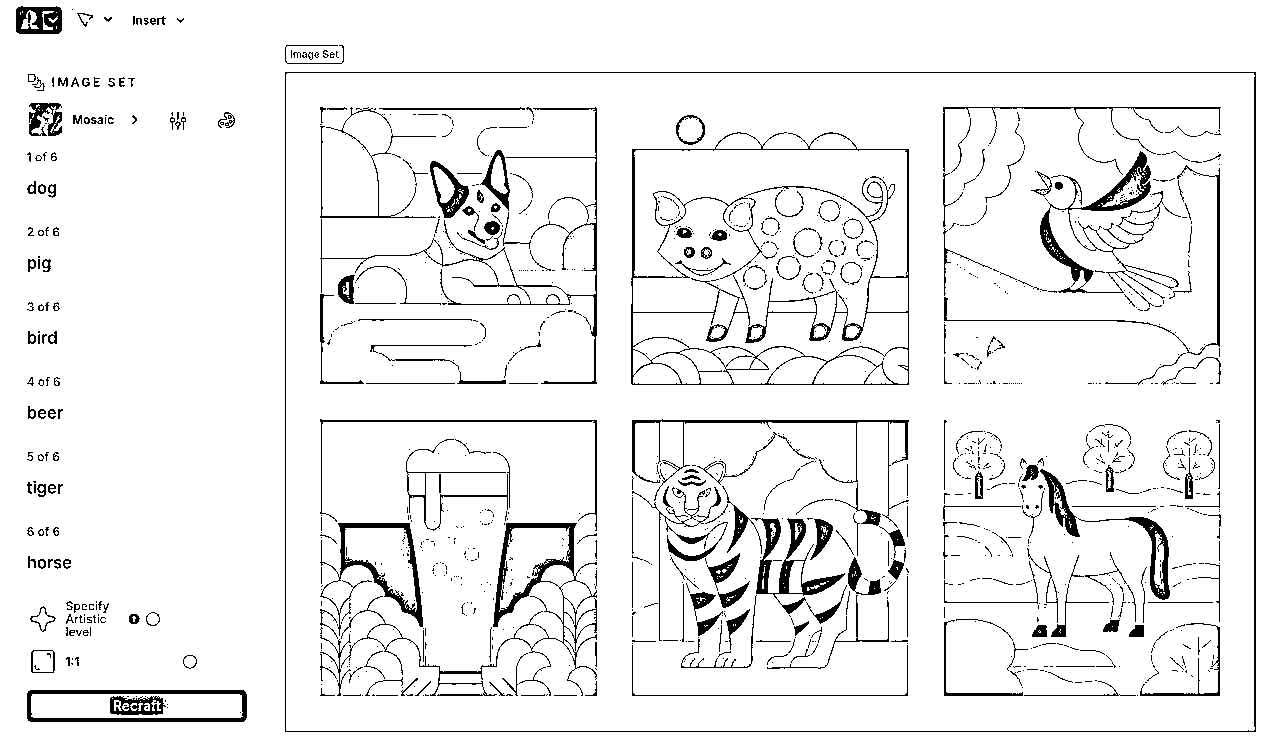 Insert
Image Set
IMAGE SET
Mosaic
1 of 6
dog
2 of 6
pig
3 of 6
bird
4 of 6
beer
5 of 6
tiger
6 of 6
horse
Specify
Artistic
level
1:1
Recraft